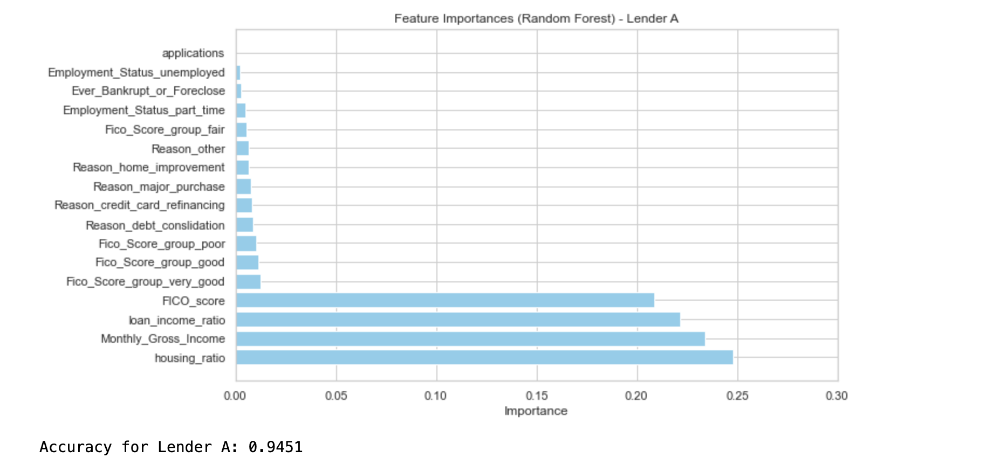 Feature Importances (Random Forest) - Lender A
applications
Employment_Status_unemployed
Ever_Bankrupt_or_Foreclose
Employment_Status_part_time
Fico_Score_group_fair
Reason_other
Reason_home_improvement
Reason_major_purchase
Reason_credit_card_refinancing
Reason_debt_conslidation
Fico_Score_group_poor
Fico_Score_group_good
Fico_Score_group_very_good
FICO_score
loan_income_ratio
Monthly_Gross_Income
housing_ratio
0.00 0.05 0.10 0.15 0.20 0.25 0.30
Importance
Accuracy for Lender A: 0.9451